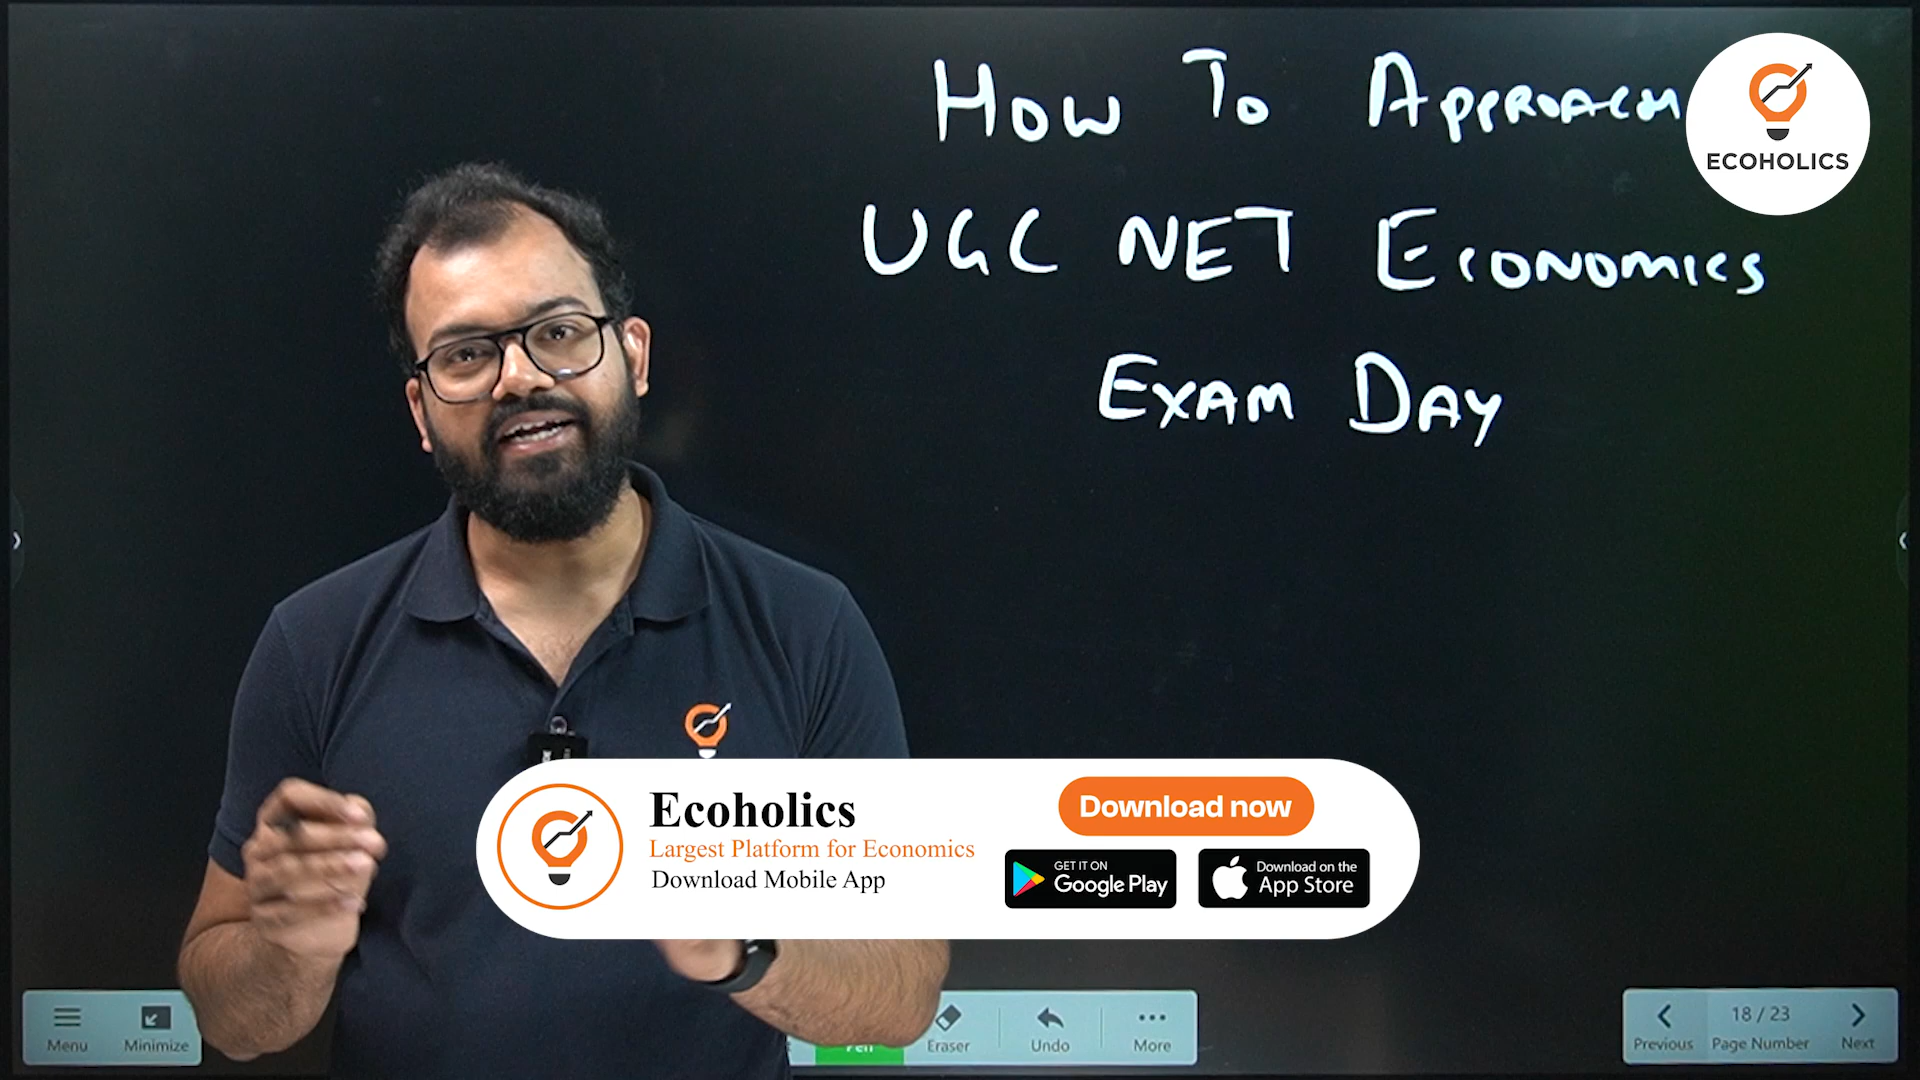 How To Approach
UGC NET Economics
Exam Day
ECOHOLICS
Ecoholics
Largest Platform for Economics
Download Mobile App
Download now
GET IT ON
Google Play
Download on the
App Store
Menu
Minimize
Pen
Eraser
Undo
More
Previous
18 / 23
Page Number
Next